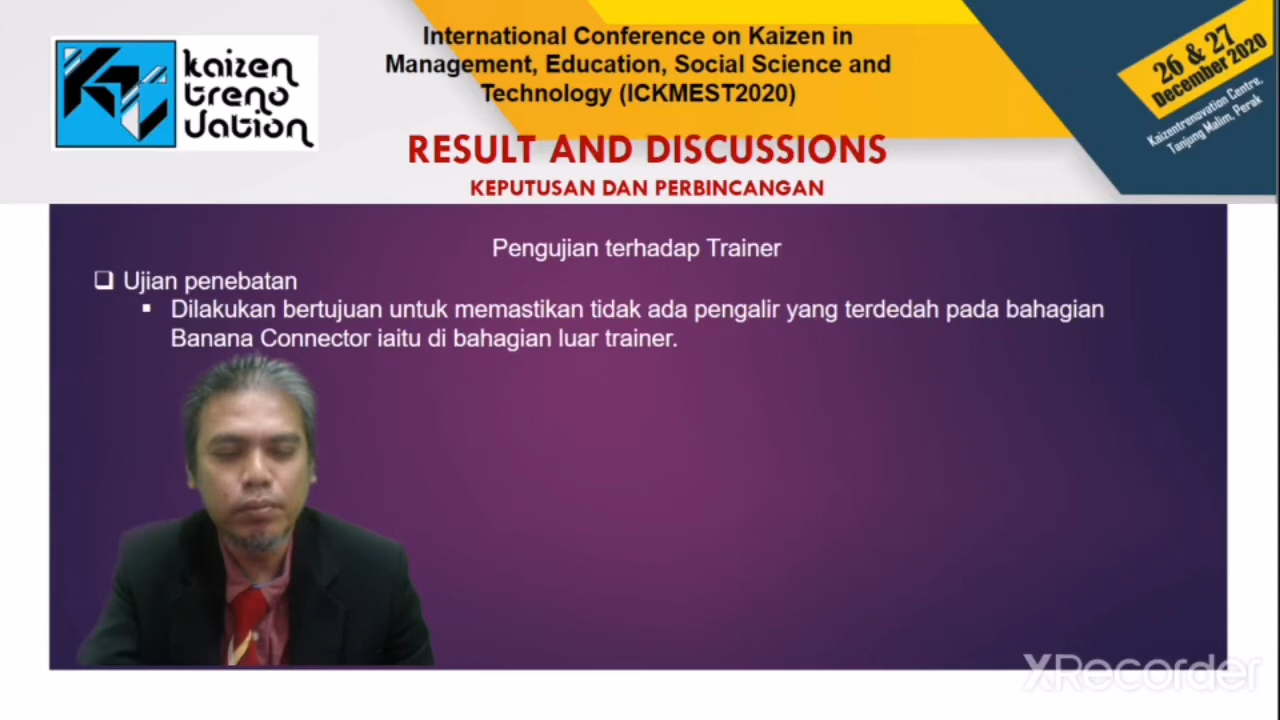 kaizen
treno
vation
International Conference on Kaizen in
Management, Education, Social Science and
Technology (ICKMEST2020)
26 & 27
December 2020
Kaizentrenovation Centre,
Tanjung Malim, Perak
RESULT AND DISCUSSIONS
KEPUTUSAN DAN PERBINCANGAN
Pengujian terhadap Trainer
❑ Ujian penebatan
▪ Dilakukan bertujuan untuk memastikan tidak ada pengalir yang terdedah pada bahagian
Banana Connector iaitu di bahagian luar trainer.
XRecorder